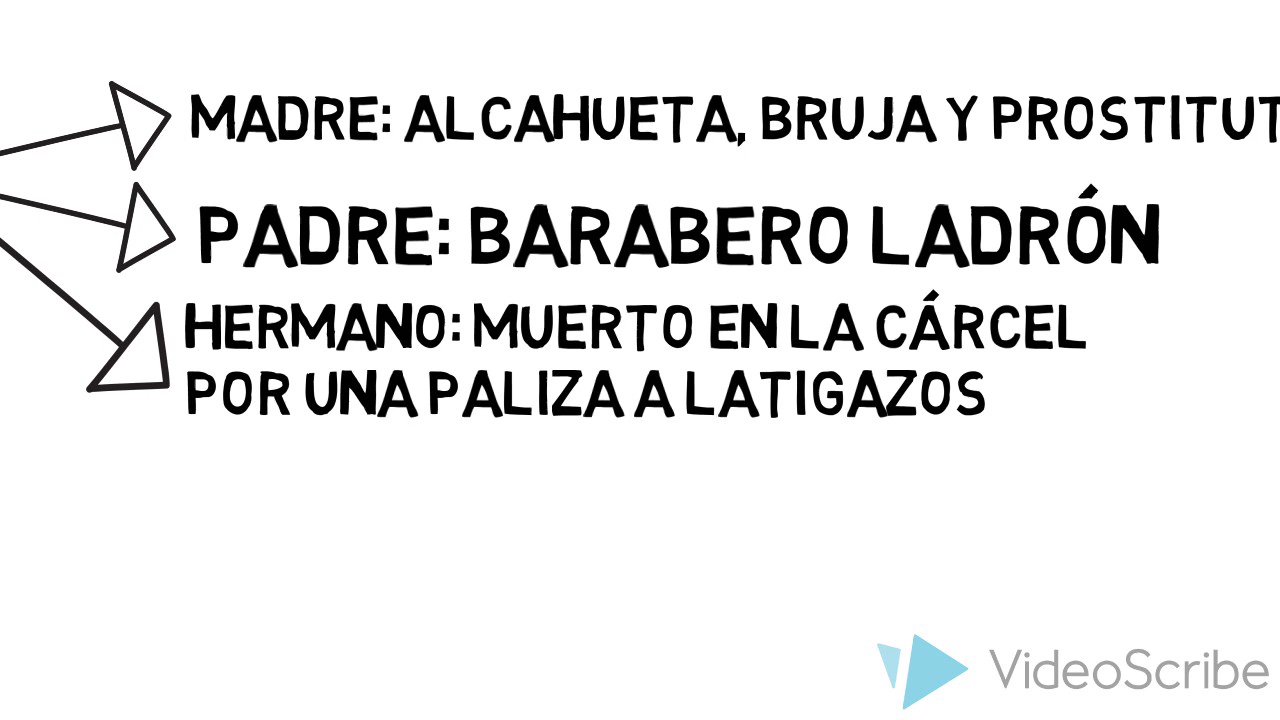 MADRE: ALCAHUETA, BRUJA Y PROSTITUT
PADRE: BARABERO LADRÓN
HERMANO: MUERTO EN LA CÁRCEL
POR UNA PALIZA A LATIGAZOS
VideoScribe